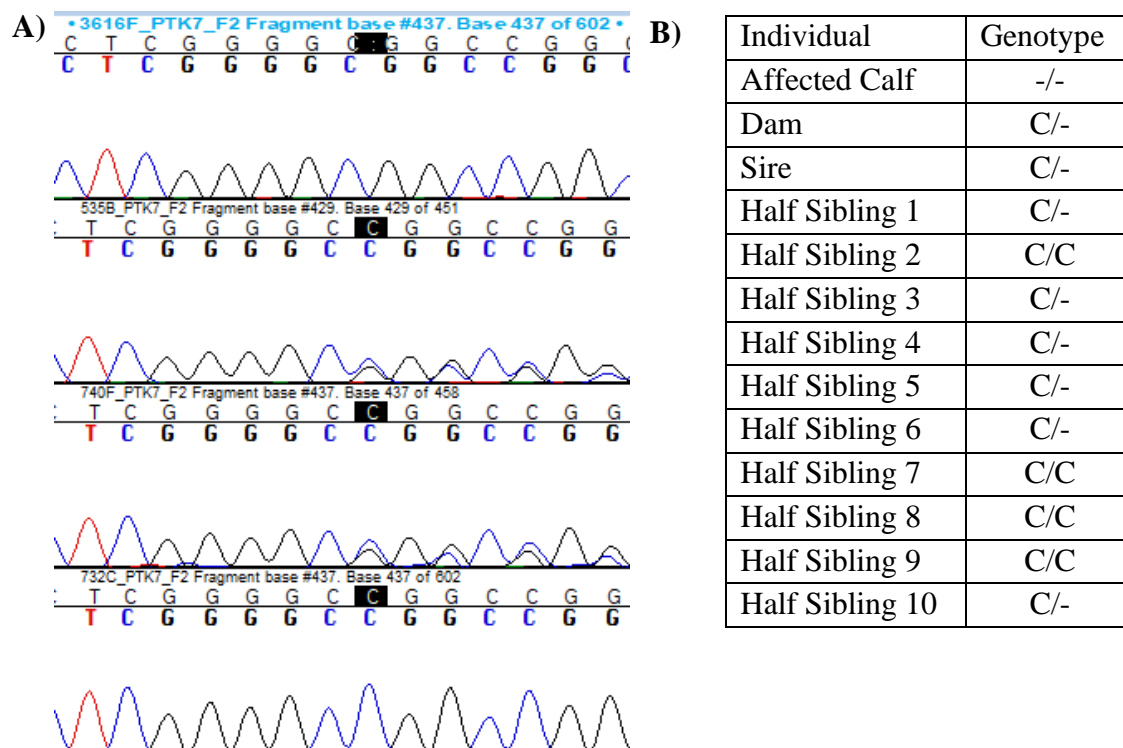 A)
• 3616F_PTK7_F2 Fragment base #437. Base 437 of 602 •
C T C G G G G C : G G C C G G C
C T C G G G G C G G C C G G C
535B_PTK7_F2 Fragment base #429. Base 429 of 451
: T C G G G G C C G G C C G G
T C G G G G C C G G C C G G
740F_PTK7_F2 Fragment base #437. Base 437 of 458
: T C G G G G C C G G C C G G
T C G G G G C C G G C C G G
732C_PTK7_F2 Fragment base #437. Base 437 of 602
: T C G G G G C C G G C C G G
T C G G G G C C G G C C G G
B)
Individual Genotype
Affected Calf -/-
Dam C/-
Sire C/-
Half Sibling 1 C/-
Half Sibling 2 C/C
Half Sibling 3 C/-
Half Sibling 4 C/-
Half Sibling 5 C/-
Half Sibling 6 C/-
Half Sibling 7 C/C
Half Sibling 8 C/C
Half Sibling 9 C/C
Half Sibling 10 C/-